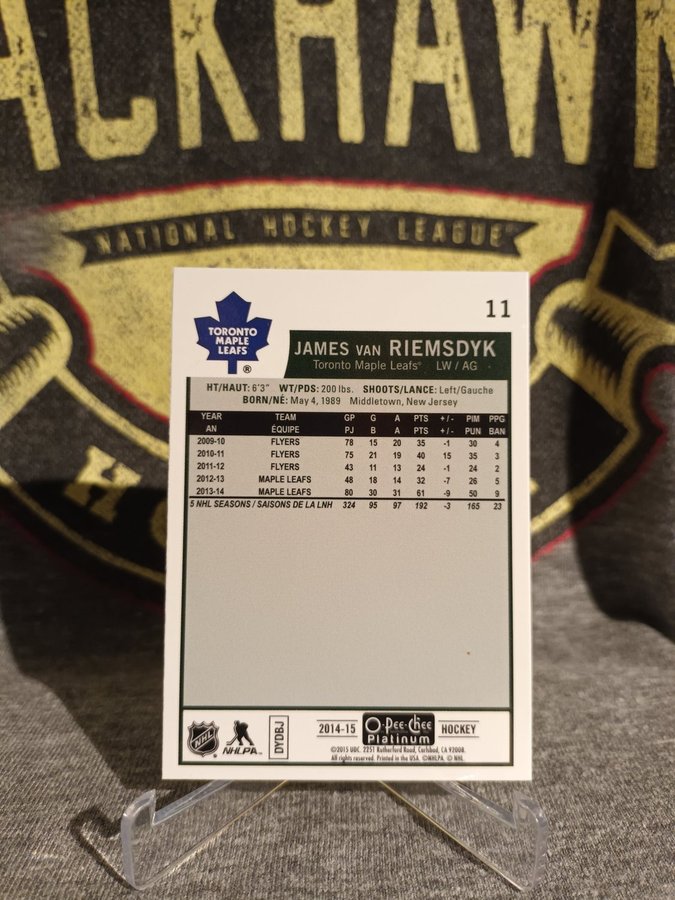 ACKHAWK
NATIONAL HOCKEY LEAGUE
11
TORONTO
MAPLE
LEAFS
®
JAMES VAN RIEMSDYK
Toronto Maple Leafs® LW / AG
HT/HAUT: 6'3" WT/PDS: 200 lbs. SHOOTS/LANCE: Left/Gauche
BORN/NÉ: May 4, 1989 Middletown, New Jersey
YEAR TEAM GP G A PTS +/- PIM PPG
AN ÉQUIPE PJ B A PTS +/- PUN BAN
2009-10 FLYERS 78 15 20 35 -1 30 4
2010-11 FLYERS 75 21 19 40 15 35 3
2011-12 FLYERS 43 11 13 24 -1 24 2
2012-13 MAPLE LEAFS 48 18 14 32 -7 26 5
2013-14 MAPLE LEAFS 80 30 31 61 -9 50 9
5 NHL SEASONS / SAISONS DE LA LNH 324 95 97 192 -3 165 23
NHL
NHLPA
DYDBJ
2014-15 O-Pee-Chee Platinum HOCKEY
©2015 UDC. 2251 Rutherford Road, Carlsbad, CA 92008.
All rights reserved. Printed in the USA. ©NHLPA. © NHL.